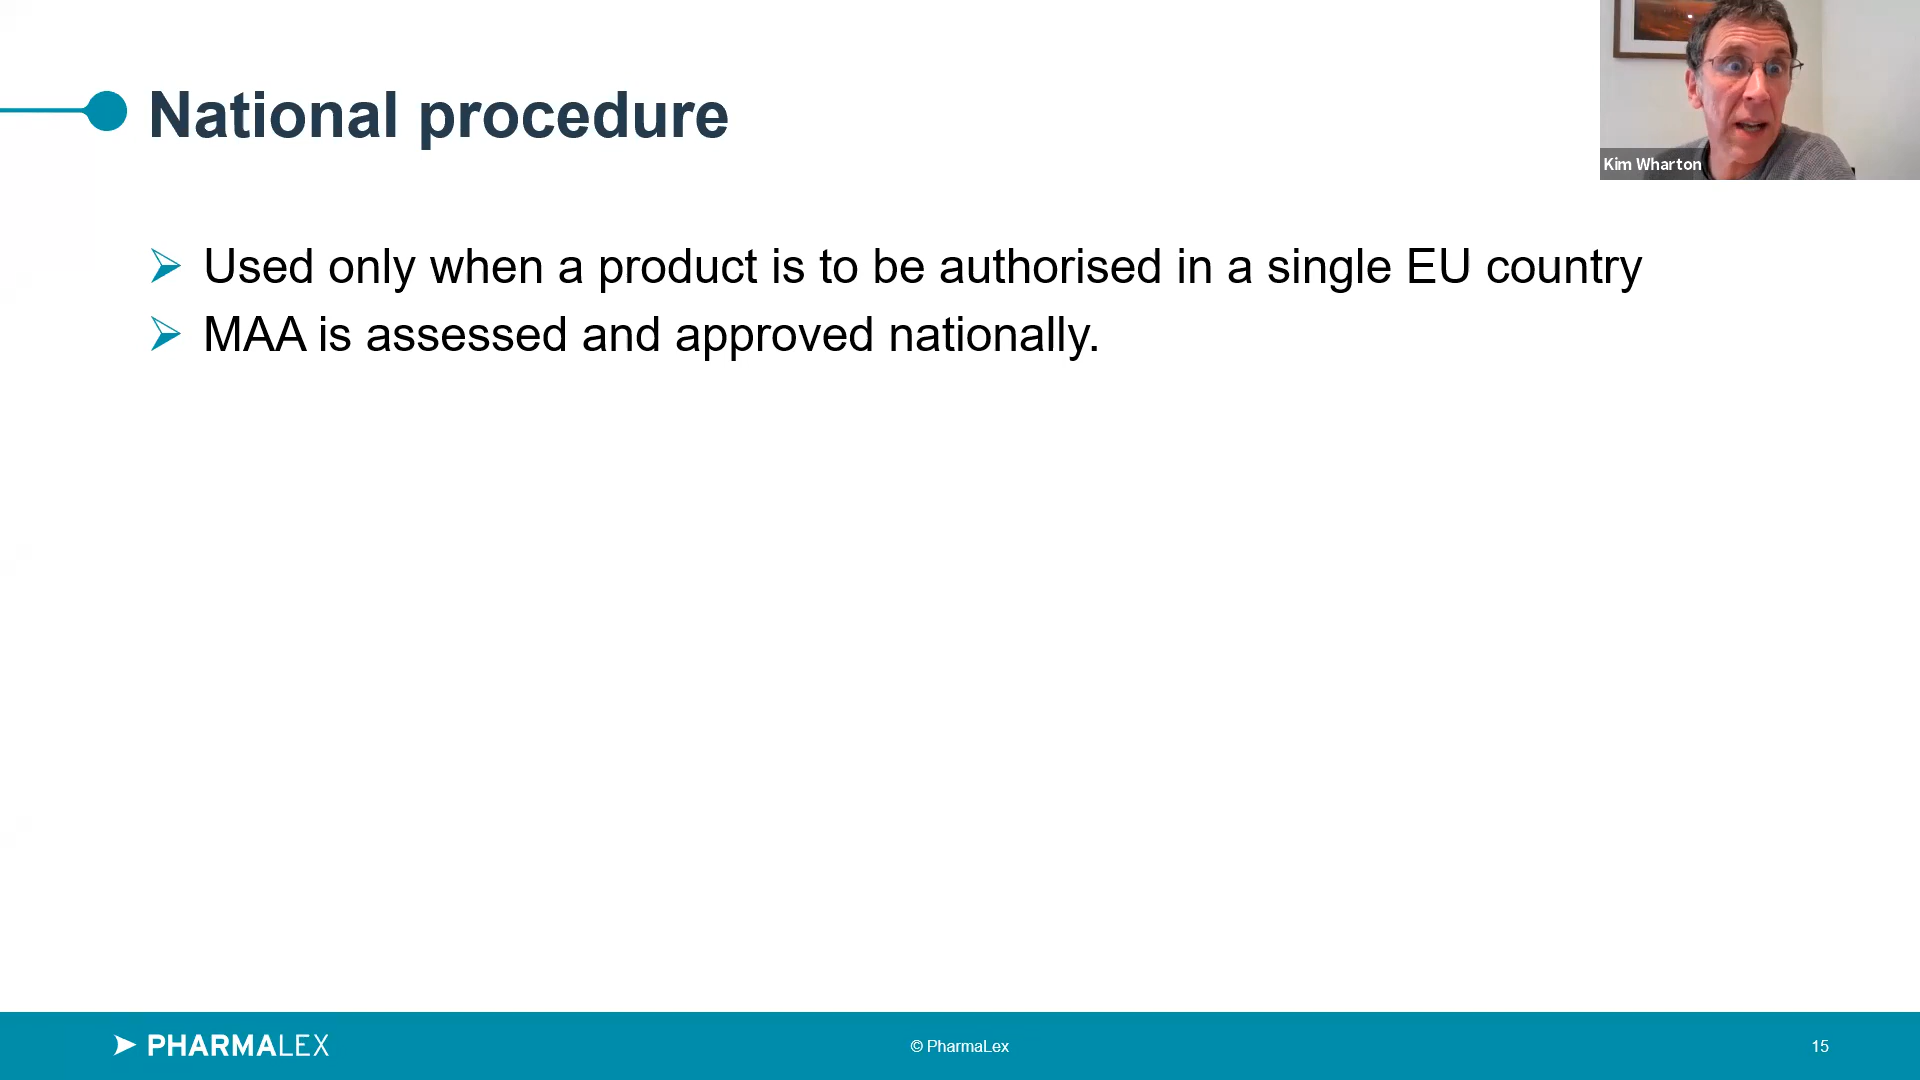 National procedure
Kim Wharton
Used only when a product is to be authorised in a single EU country
MAA is assessed and approved nationally.
PHARMALEX
© PharmaLex
15